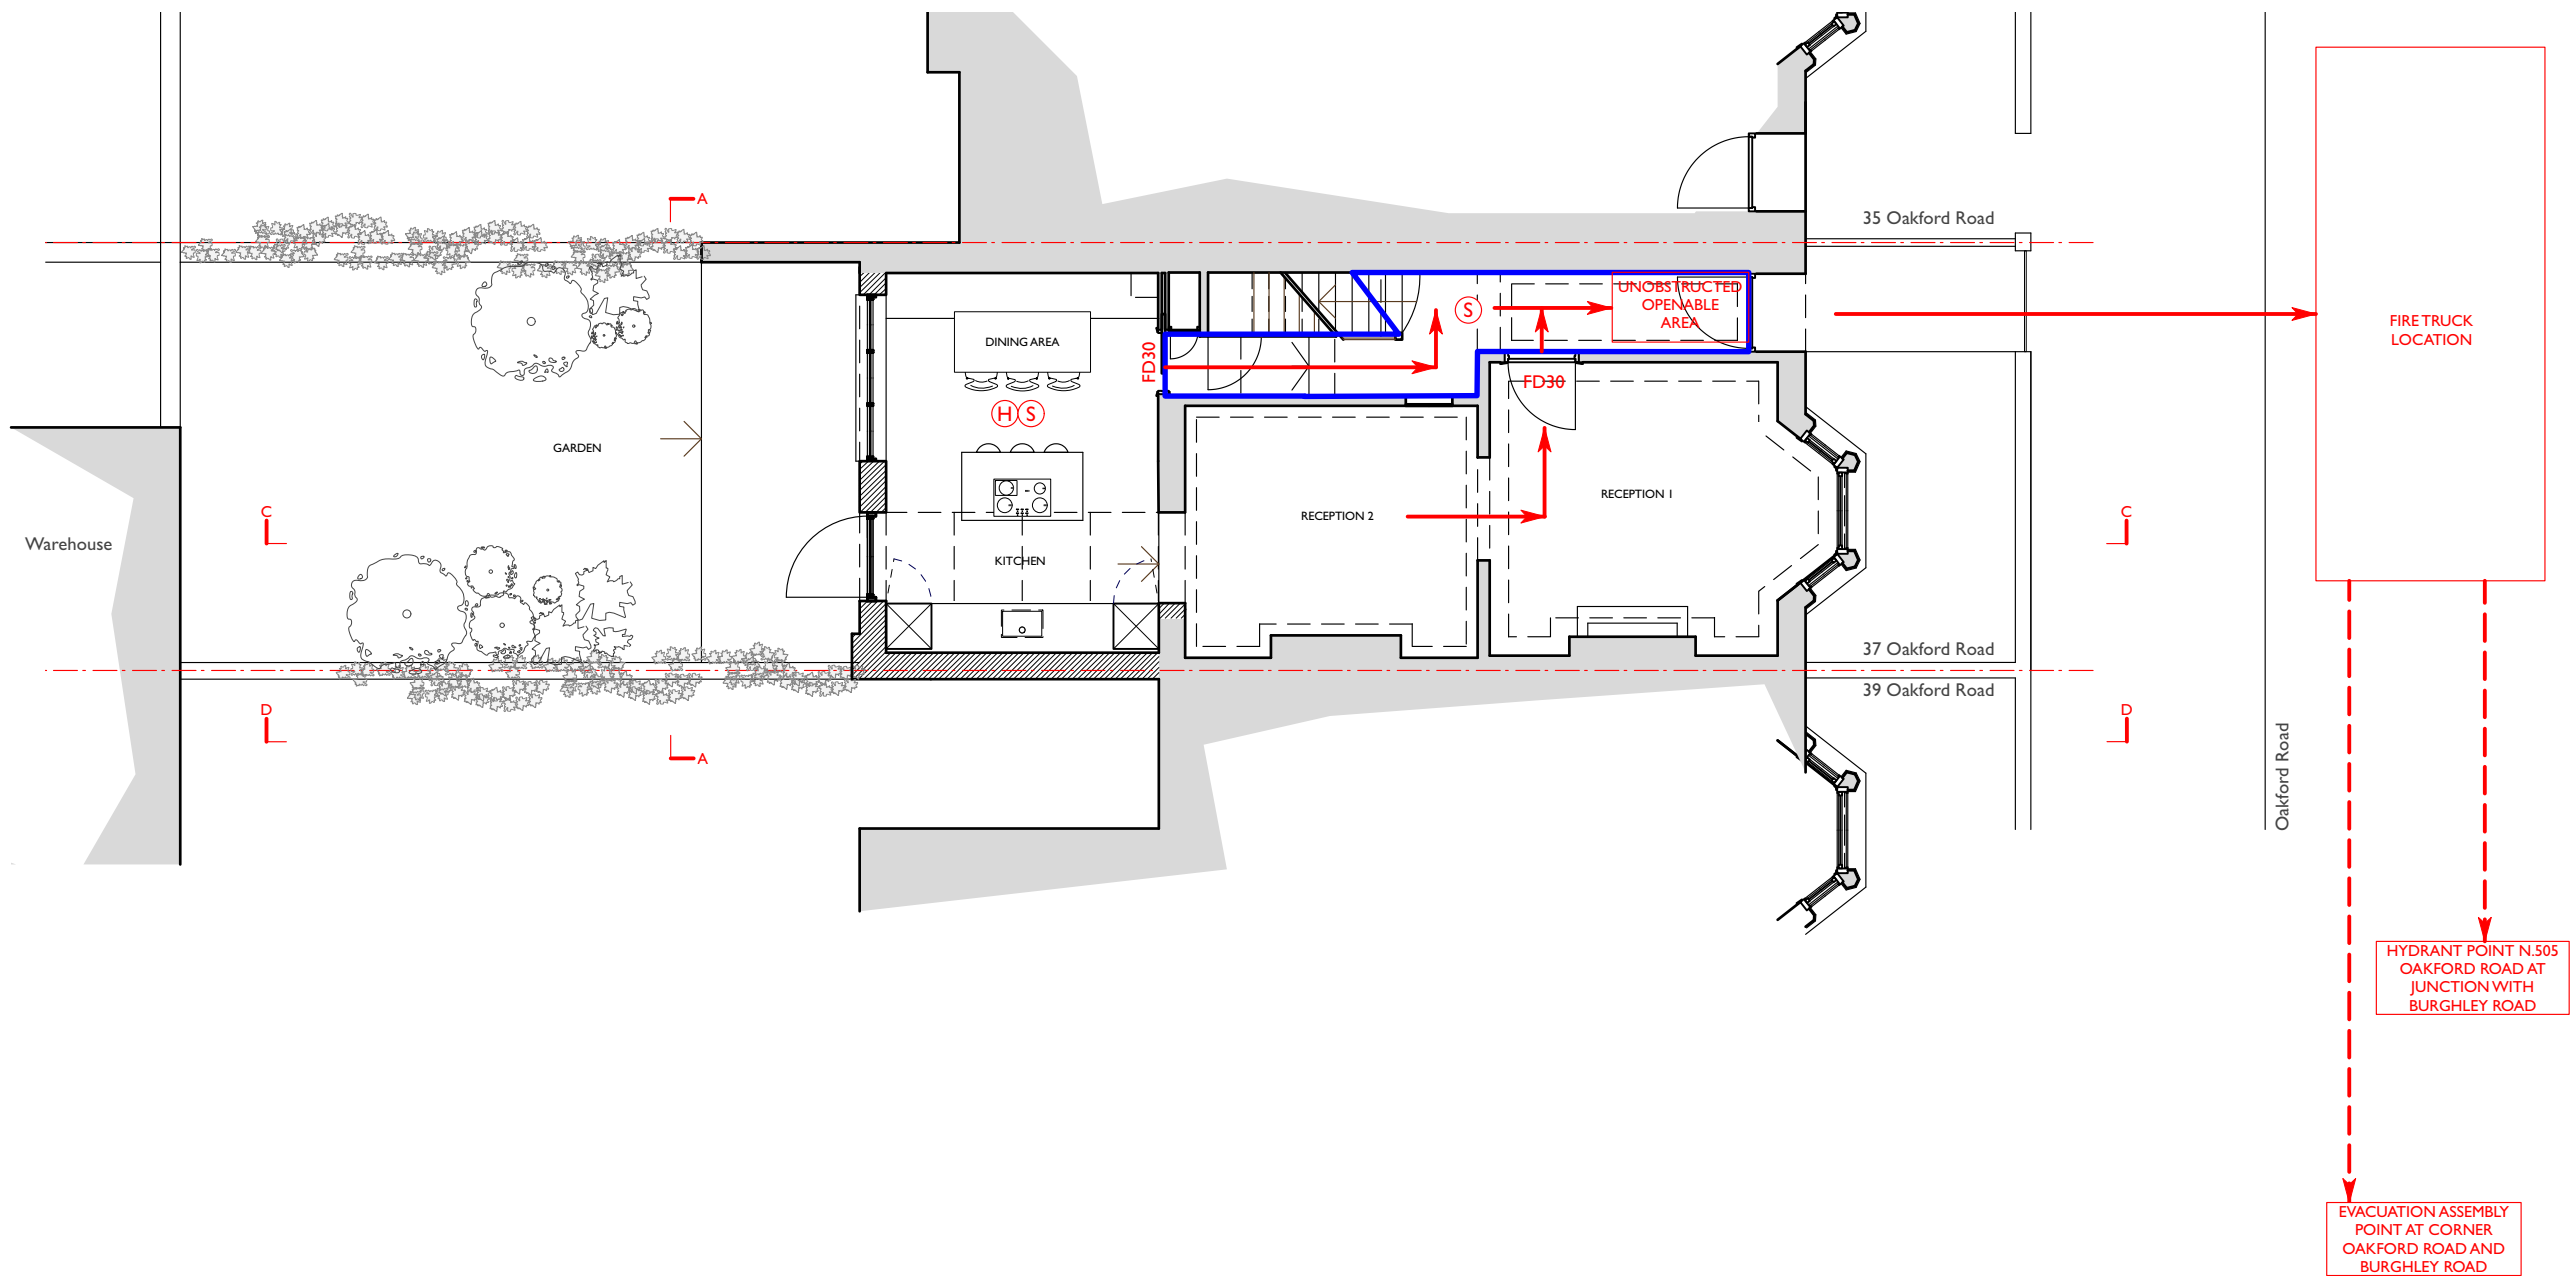 A
35 Oakford Road
UNOBSTRUCTED
OPENABLE
AREA
S
FIRE TRUCK
LOCATION
DINING AREA
FD30
FD30
H
S
GARDEN
RECEPTION 1
RECEPTION 2
C
C
Warehouse
KITCHEN
37 Oakford Road
39 Oakford Road
D
D
A
Oakford Road
HYDRANT POINT N.505
OAKFORD ROAD AT
JUNCTION WITH
BURGHLEY ROAD
EVACUATION ASSEMBLY
POINT AT CORNER
OAKFORD ROAD AND
BURGHLEY ROAD